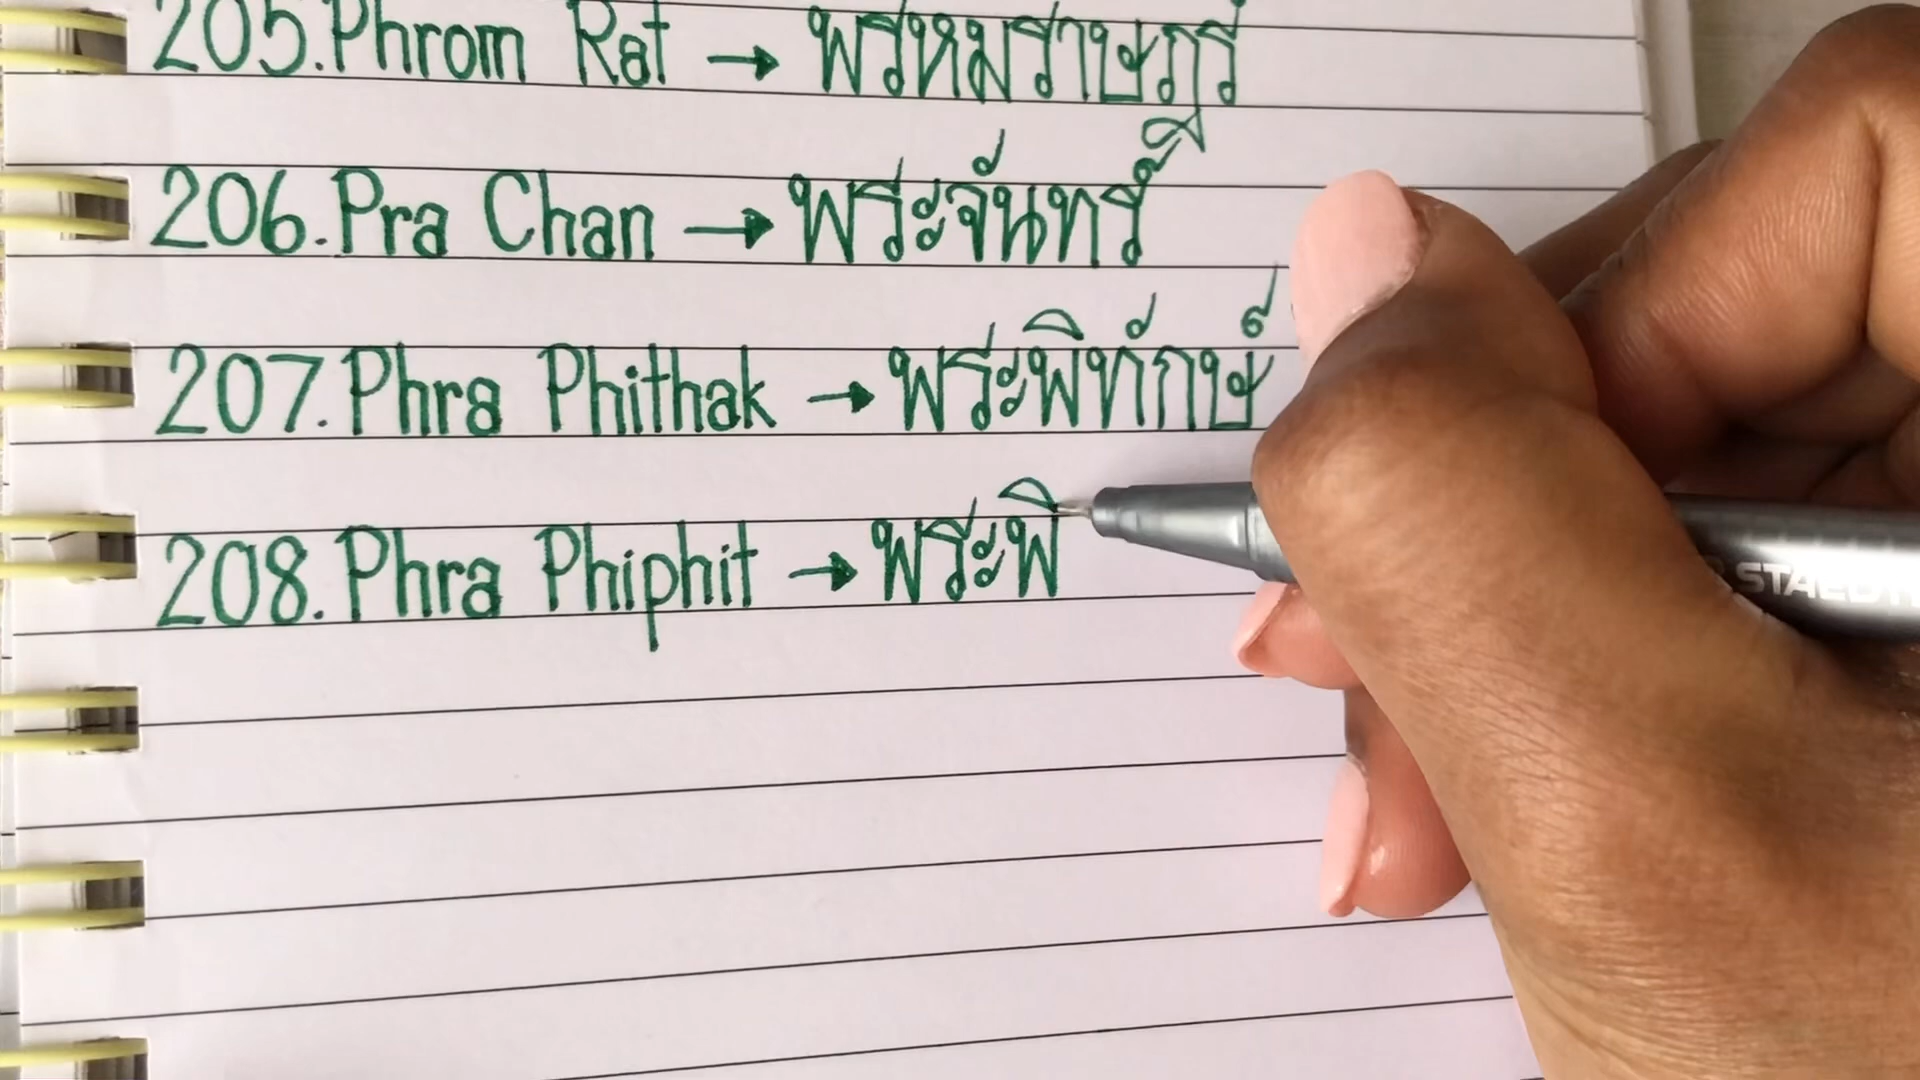 205.Phrom Rat → พรหมราษฎร์
206.Pra Chan → พระจันทร์
207.Phra Phithak → พระพิทักษ์
208.Phra Phiphit → พระพิ
STAEDTL